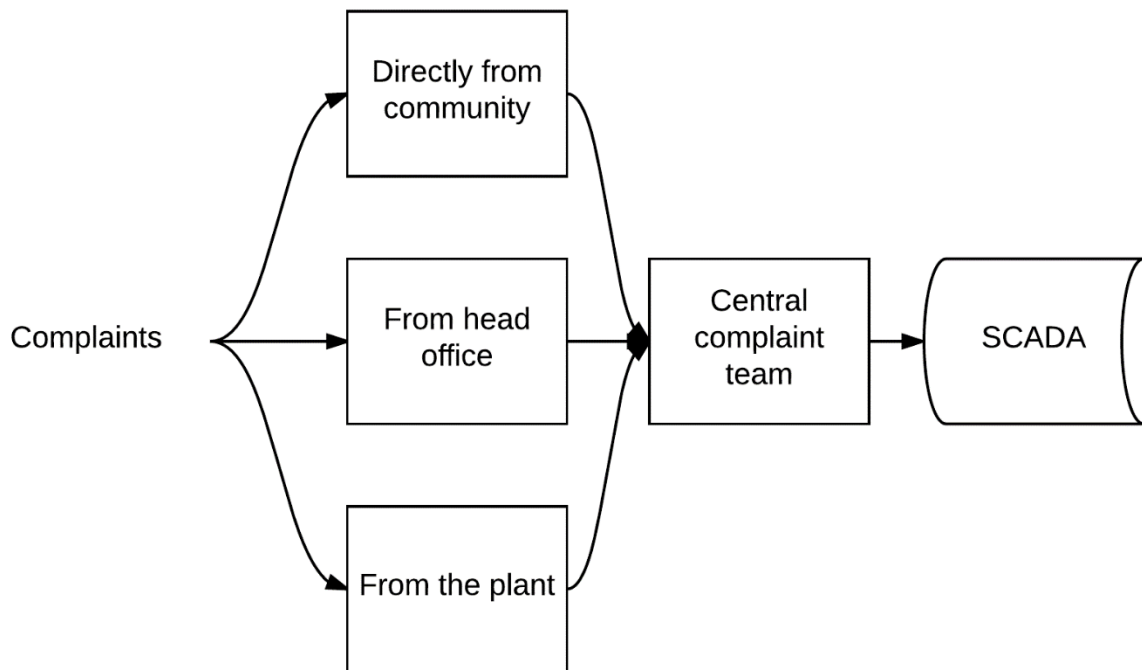 Directly from
community
Complaints
From head
office
Central
complaint
team
SCADA
From the plant